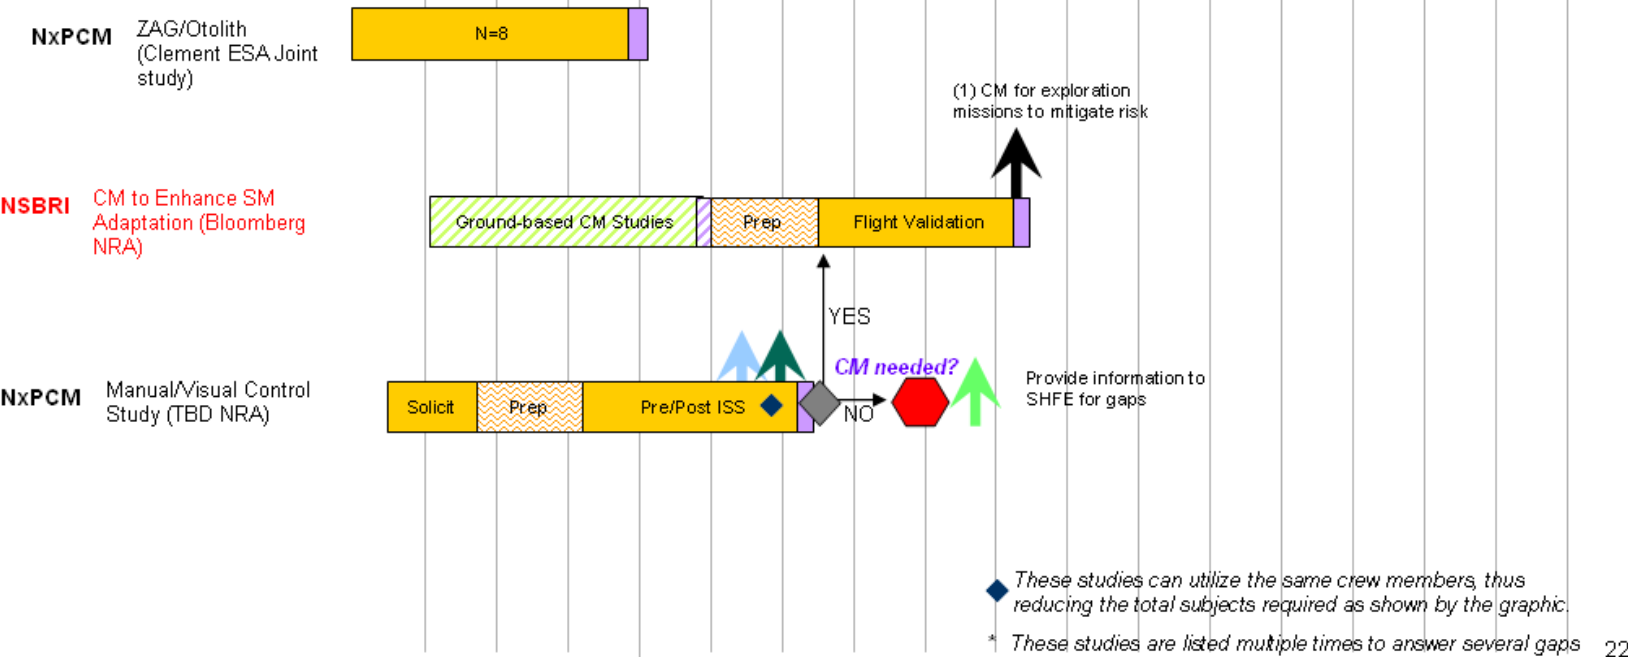 NxPCM ZAG/Otolith
(Clement ESA Joint
study)
N=8
(1) CM for exploration
missions to mitigate risk
NSBRI CM to Enhance SM
Adaptation (Bloomberg
NRA)
Ground-based CM Studies Prep Flight Validation
YES
CM needed?
NxPCM Manual/Visual Control
Study (TBD NRA)
Solicit Prep Pre/Post ISS
NO
Provide information to
SHFE for gaps
These studies can utilize the same crew members, thus
reducing the total subjects required as shown by the graphic.
* These studies are listed multiple times to answer several gaps
22